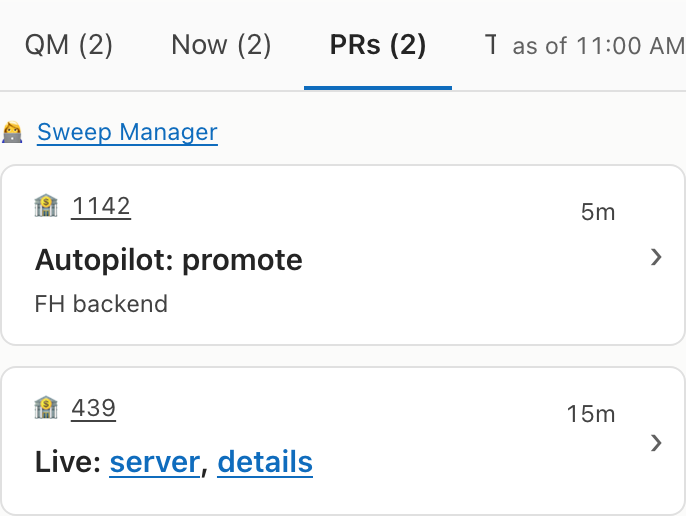 QM (2) Now (2) PRs (2) as of 11:00 AM
Sweep Manager
1142
5m
Autopilot: promote
FH backend
439
15m
Live: server, details